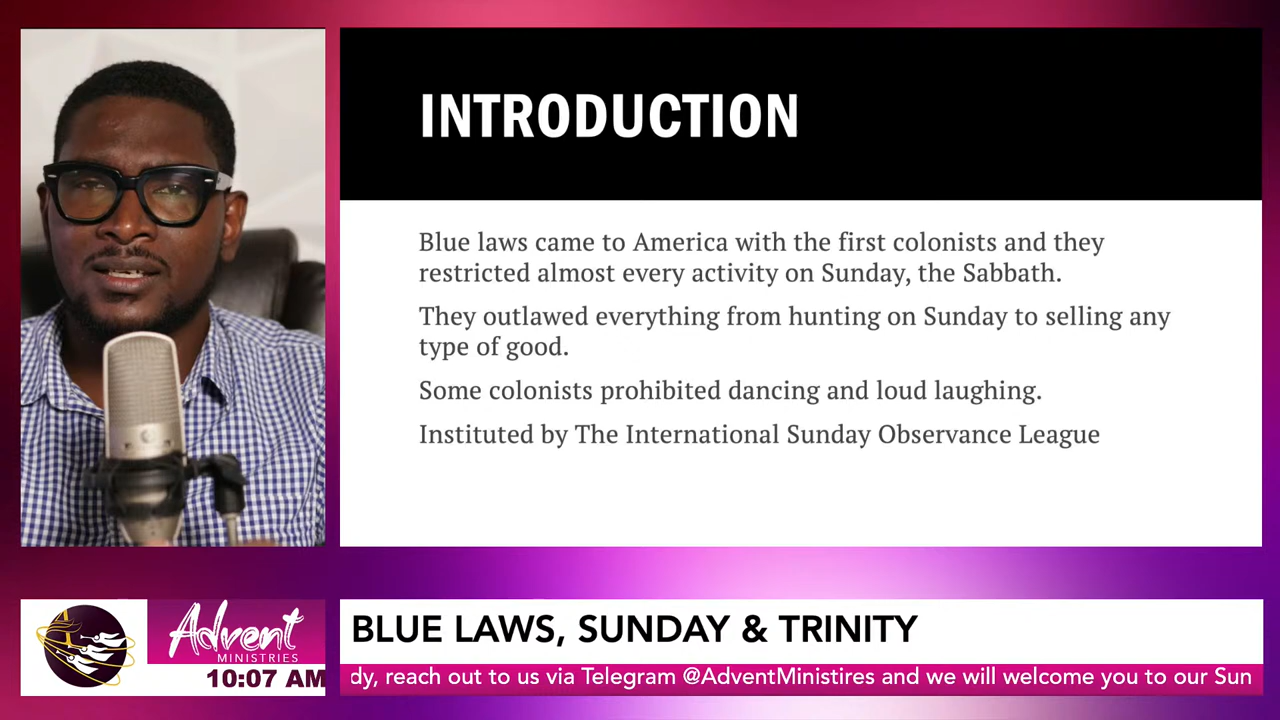 INTRODUCTION
Blue laws came to America with the first colonists and they
restricted almost every activity on Sunday, the Sabbath.
They outlawed everything from hunting on Sunday to selling any
type of good.
Some colonists prohibited dancing and loud laughing.
Instituted by The International Sunday Observance League
Advent
MINISTRIES
10:07 AM
BLUE LAWS, SUNDAY & TRINITY
dy, reach out to us via Telegram @AdventMinistires and we will welcome you to our Sun